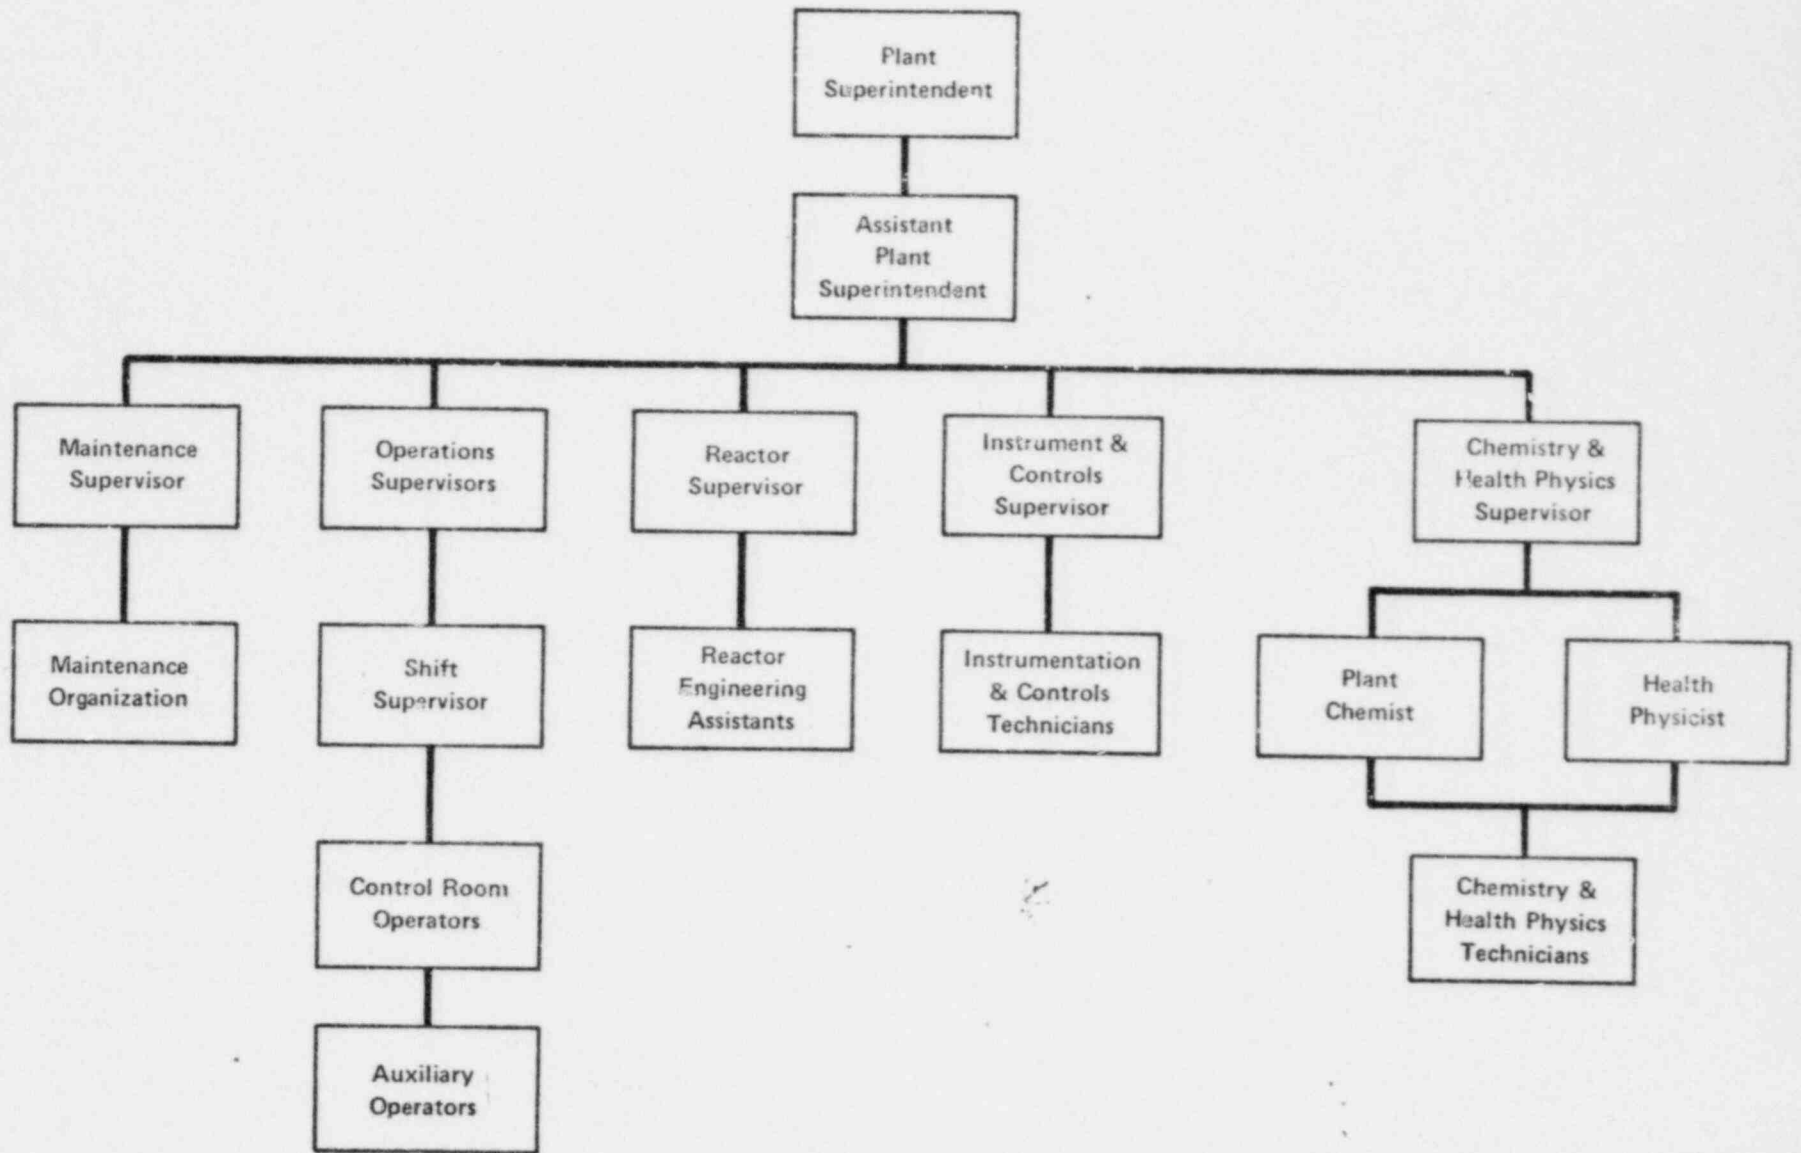 Plant
Superintendent
Assistant
Plant
Superintendent
Maintenance
Supervisor
Operations
Supervisors
Reactor
Supervisor
Instrument &
Controls
Supervisor
Chemistry &
Health Physics
Supervisor
Maintenance
Organization
Shift
Supervisor
Reactor
Engineering
Assistants
Instrumentation
& Controls
Technicians
Plant
Chemist
Health
Physicist
Control Room
Operators
Chemistry &
Health Physics
Technicians
Auxiliary
Operators